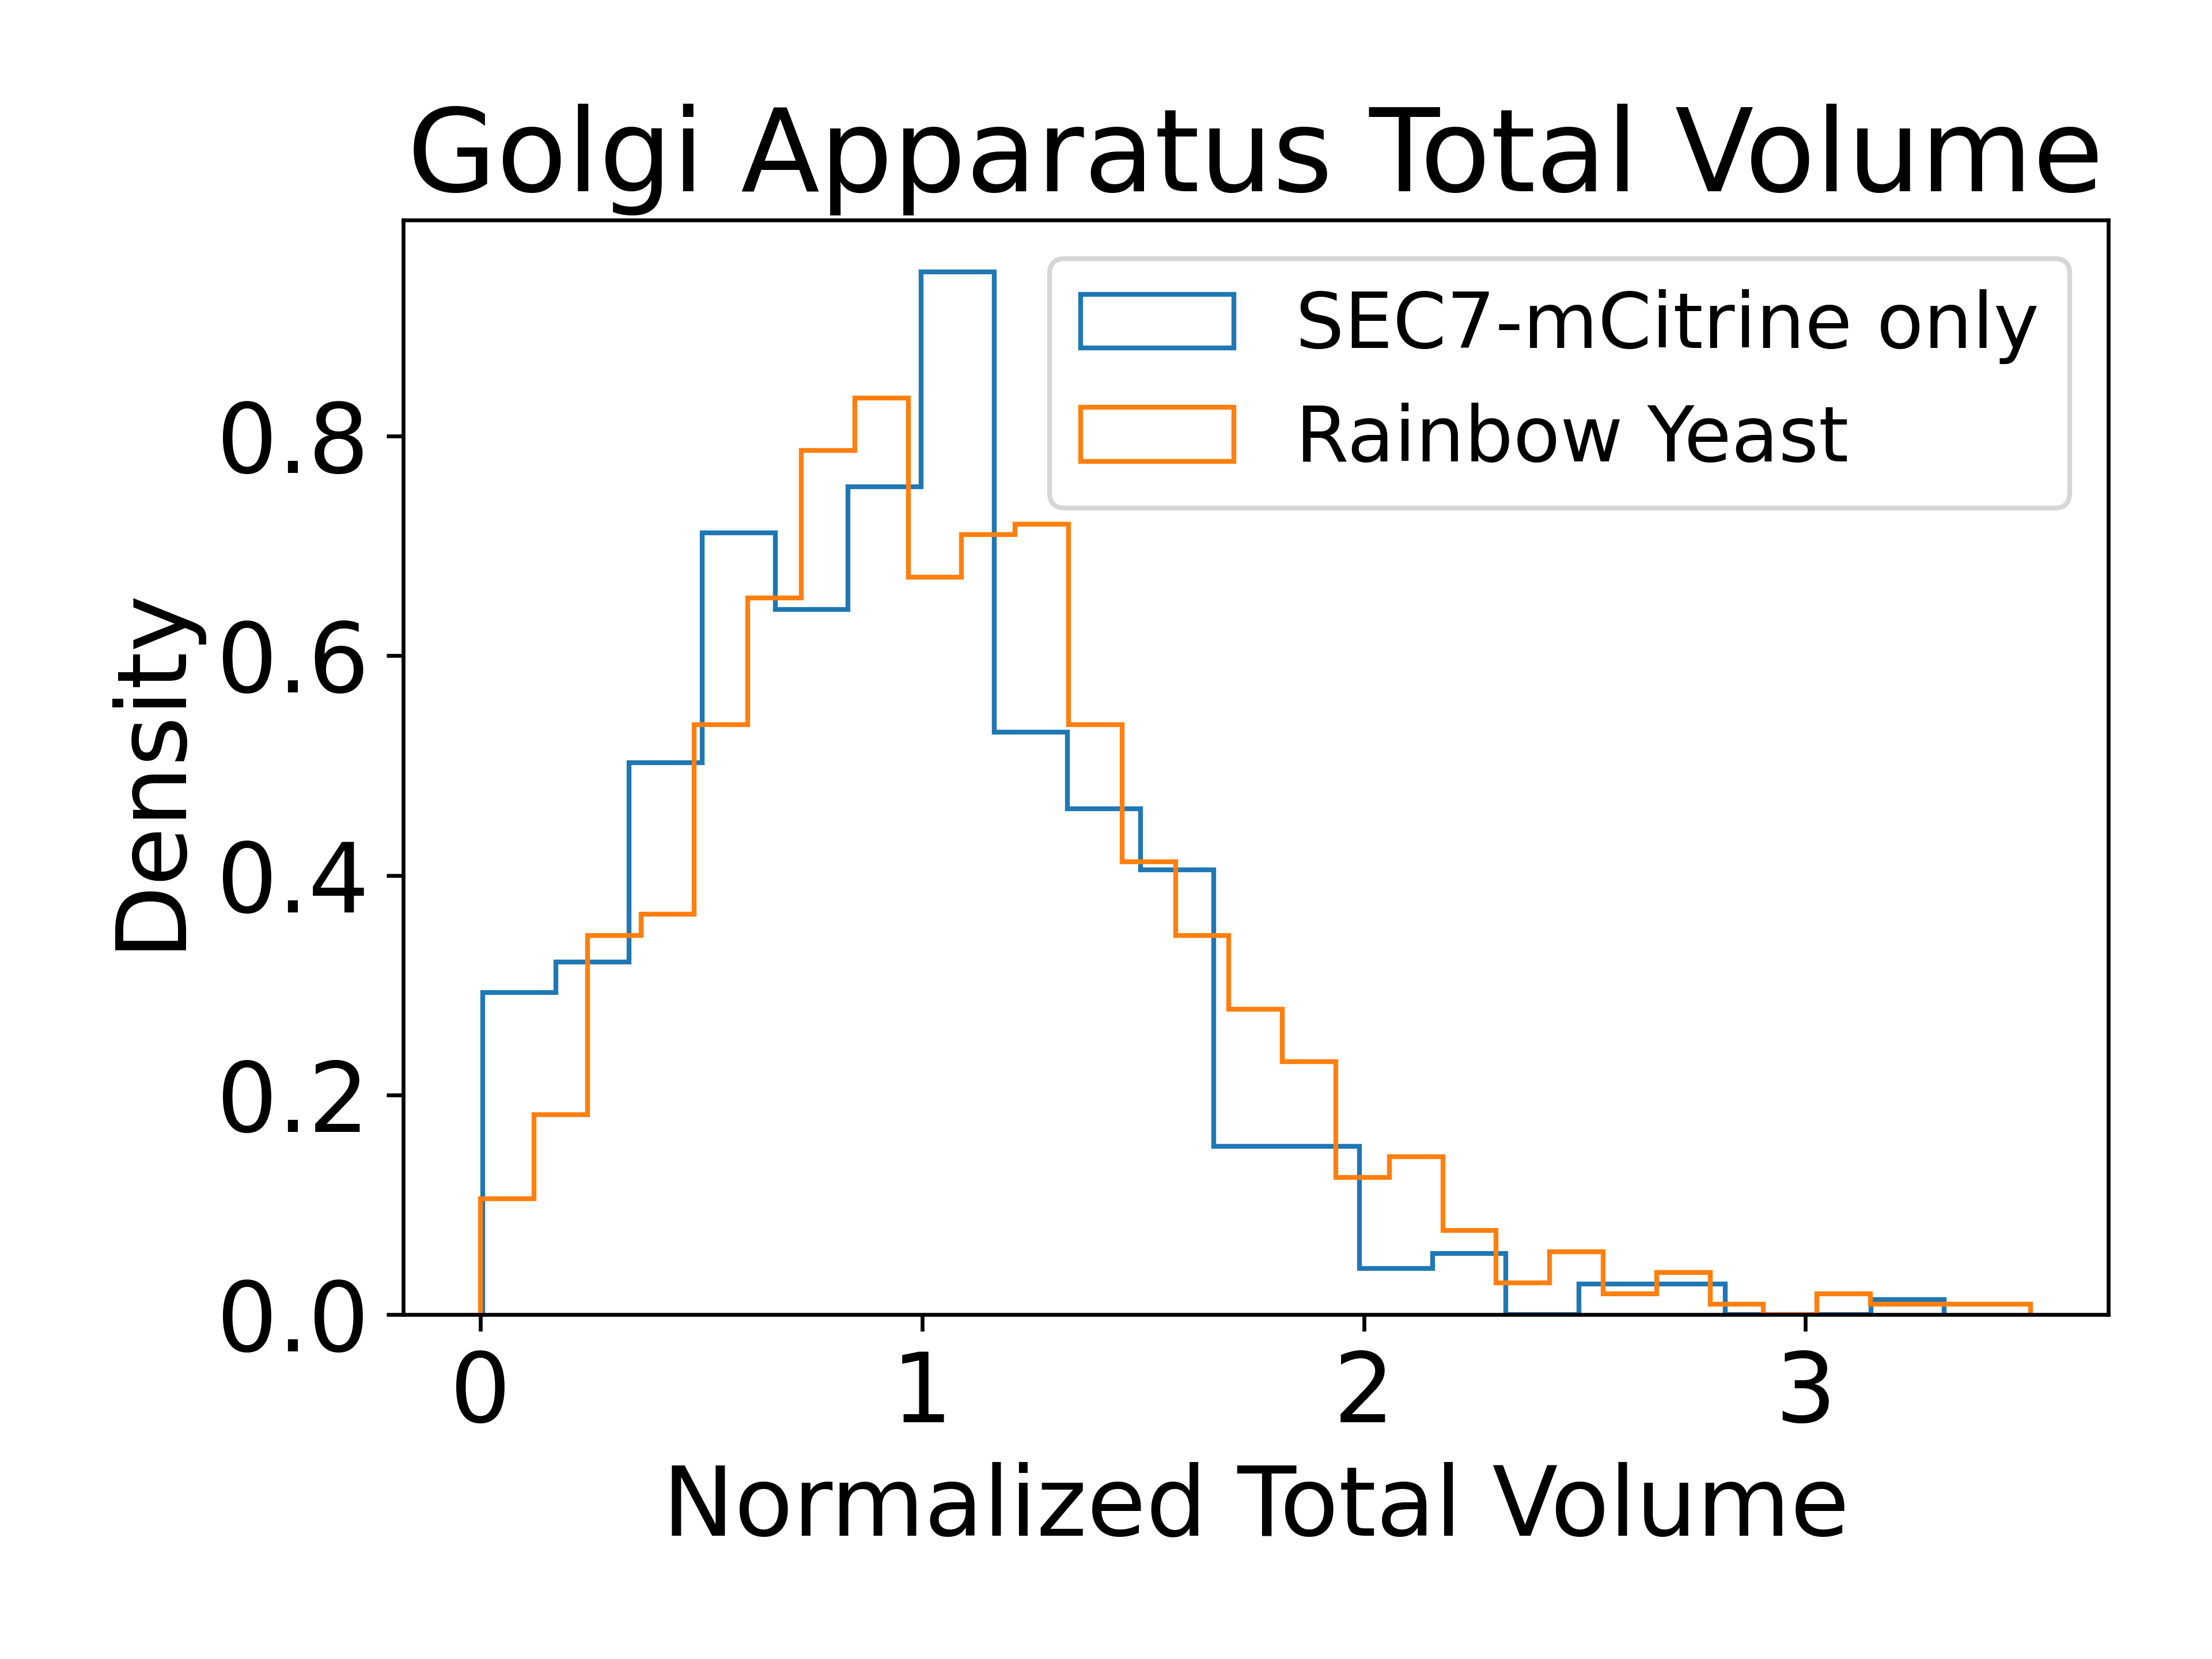 Golgi Apparatus Total Volume
SEC7-mCitrine only
Rainbow Yeast
Density
0.8
0.6
0.4
0.2
0.0
0 1 2 3
Normalized Total Volume